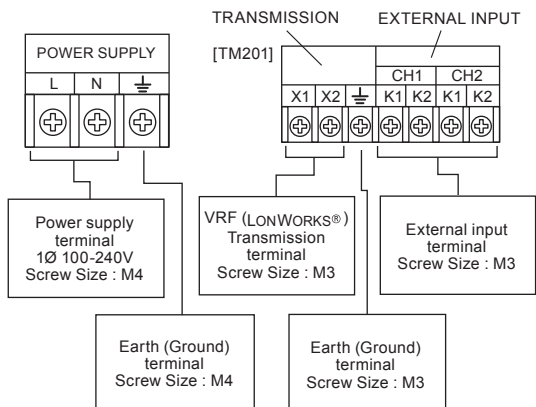 TRANSMISSION
EXTERNAL INPUT
POWER SUPPLY
L N
[TM201]
CH1 CH2
X1 X2 K1 K2 K1 K2
Power supply
terminal
1Ø 100-240V
Screw Size : M4
VRF (LONWORKS®)
Transmission
terminal
Screw Size : M3
External input
terminal
Screw Size : M3
Earth (Ground)
terminal
Screw Size : M4
Earth (Ground)
terminal
Screw Size : M3